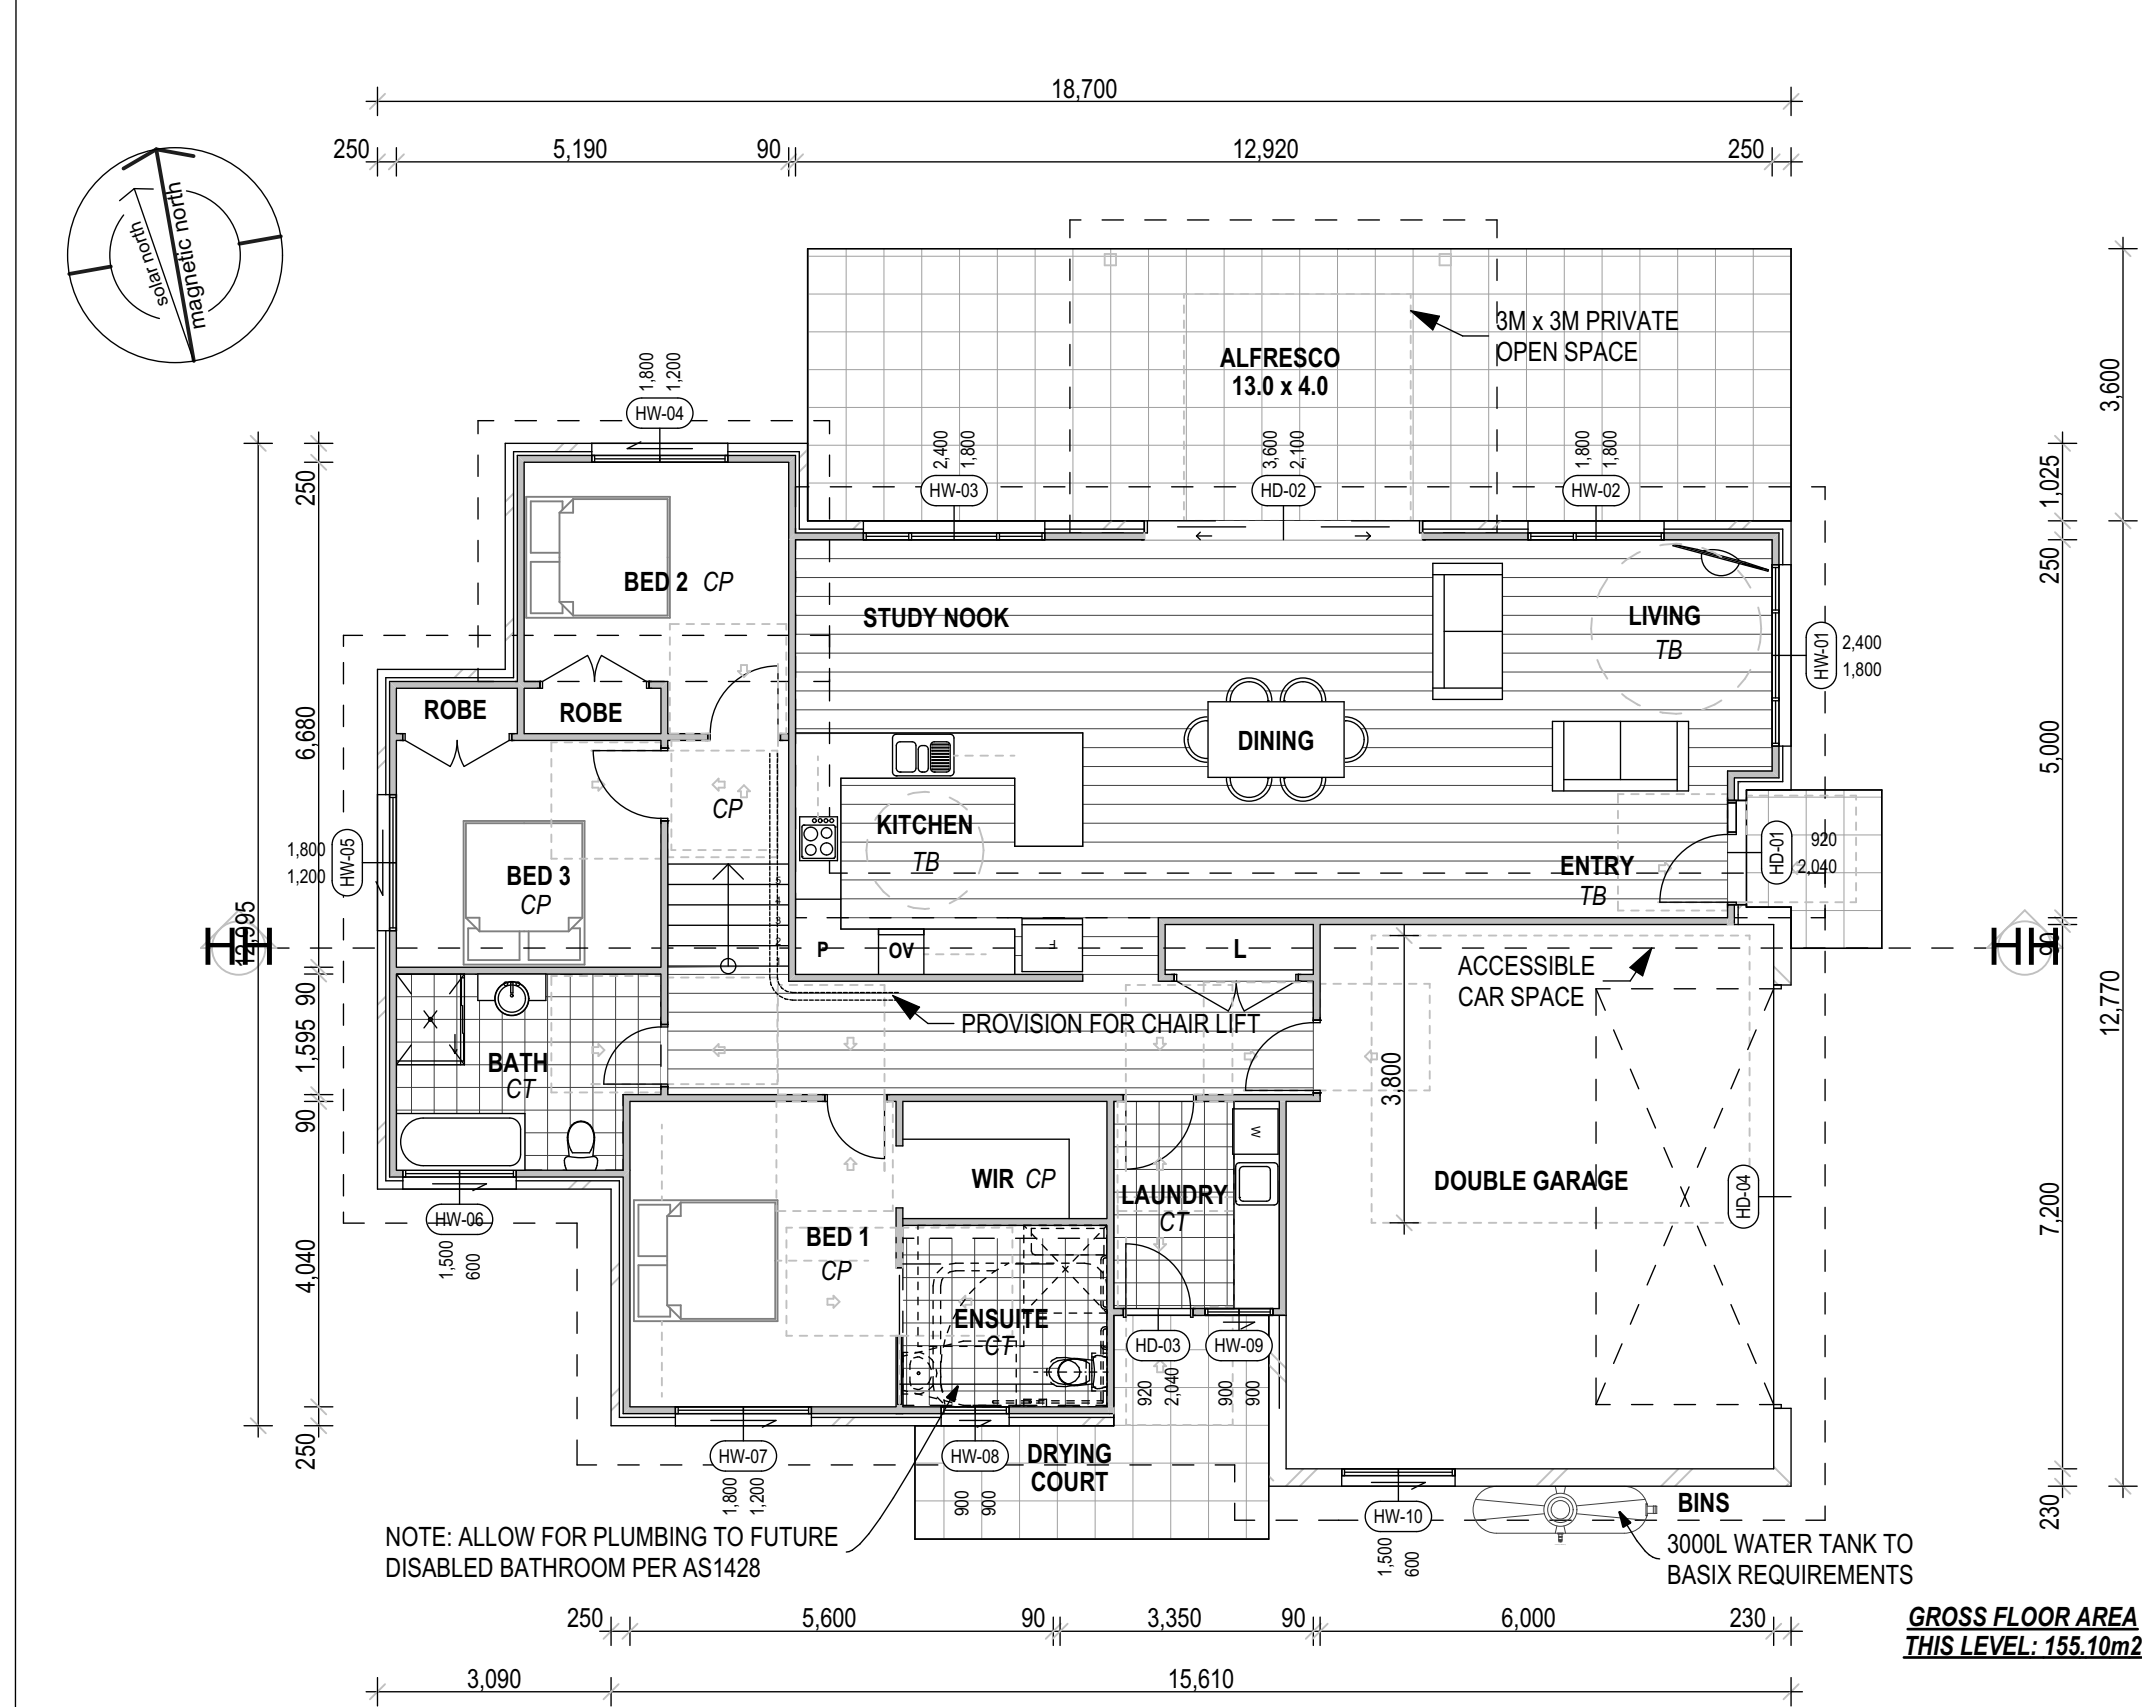 18,700
250
5,190
90
12,920
250
magnetic north
solar north
3M x 3M PRIVATE
OPEN SPACE
ALFRESCO
13.0 x 4.0
1,800
1,200
HW-04
2,400
1,800
HW-03
3,600
2,100
HD-02
1,800
1,800
HW-02
3,600
1,025
250
250
BED 2 CP
STUDY NOOK
LIVING
TB
HW-01
2,400
1,800
ROBE
ROBE
6,680
DINING
5,000
CP
KITCHEN
TB
HD-01
920
2,040
ENTRY
TB
1,800
1,200
HW-05
BED 3
CP
12,995
P
OV
F
L
90
ACCESSIBLE
CAR SPACE
PROVISION FOR CHAIR LIFT
90
1,595
90
BATH
CT
3,800
12,770
W
WIR CP
LAUNDRY
CT
DOUBLE GARAGE
HD-04
7,200
HW-06
1,500
600
BED 1
CP
4,040
ENSUITE
CT
HD-03
920
2,040
HW-09
900
900
250
HW-07
1,800
1,200
HW-08
900
900
DRYING
COURT
HW-10
1,500
600
BINS
230
NOTE: ALLOW FOR PLUMBING TO FUTURE
DISABLED BATHROOM PER AS1428
3000L WATER TANK TO
BASIX REQUIREMENTS
250
5,600
90
3,350
90
6,000
230
GROSS FLOOR AREA
THIS LEVEL: 155.10m2
3,090
15,610